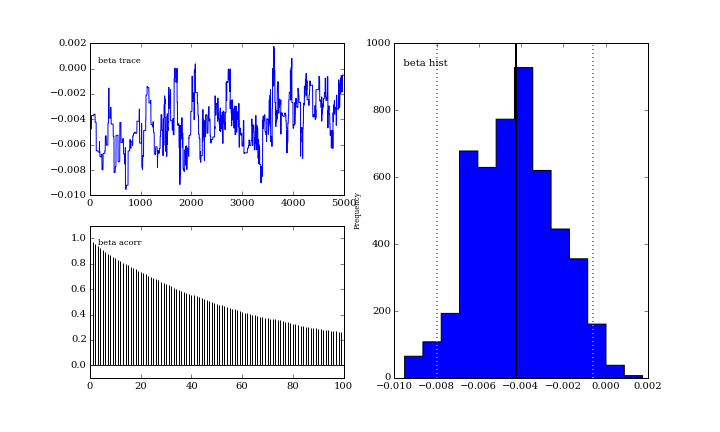 beta trace
0.002
0.000
−0.002
−0.004
−0.006
−0.008
−0.010
0 1000 2000 3000 4000 5000
beta acorr
1.0
0.8
0.6
0.4
0.2
0.0
0 20 40 60 80 100
beta hist
Frequency
1000
800
600
400
200
0
−0.010 −0.008 −0.006 −0.004 −0.002 0.000 0.002